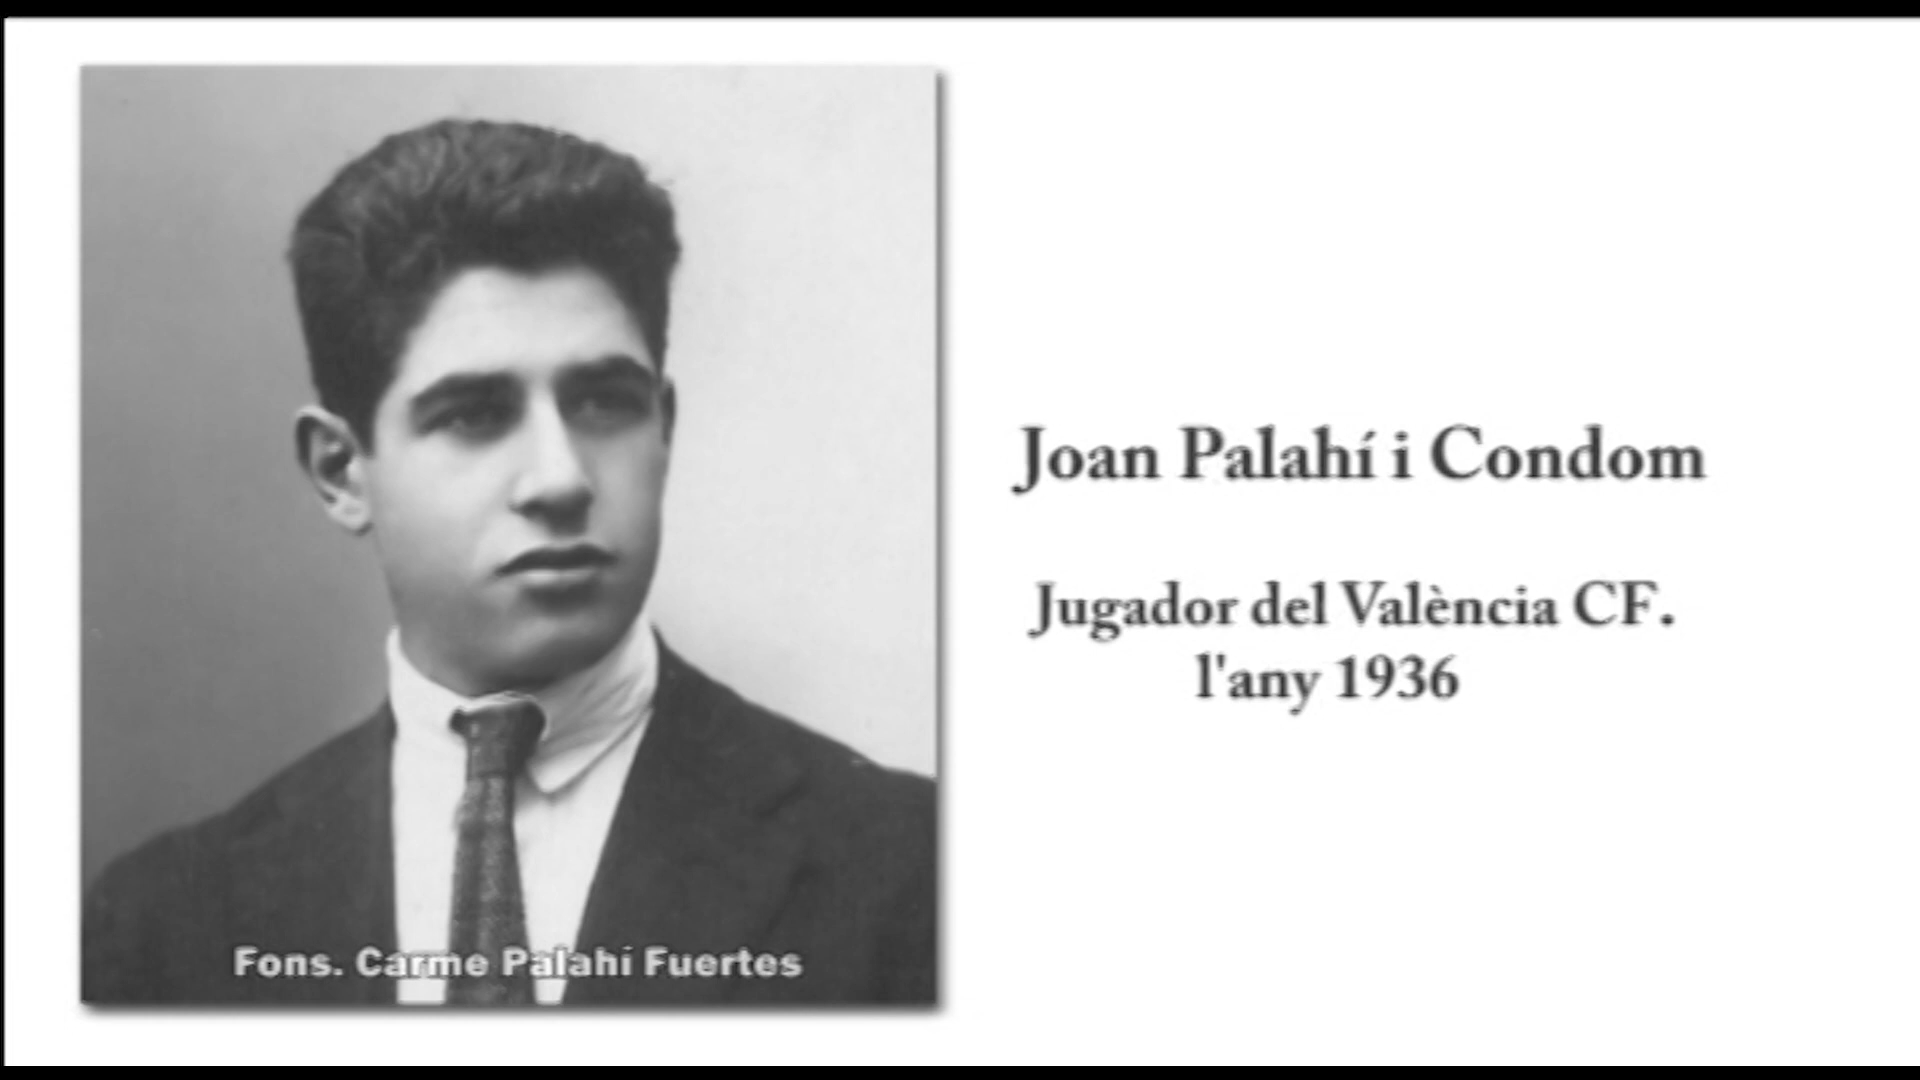 Joan Palahí i Condom
Jugador del València CF.
l'any 1936
Fons. Carme Palahí Fuertes